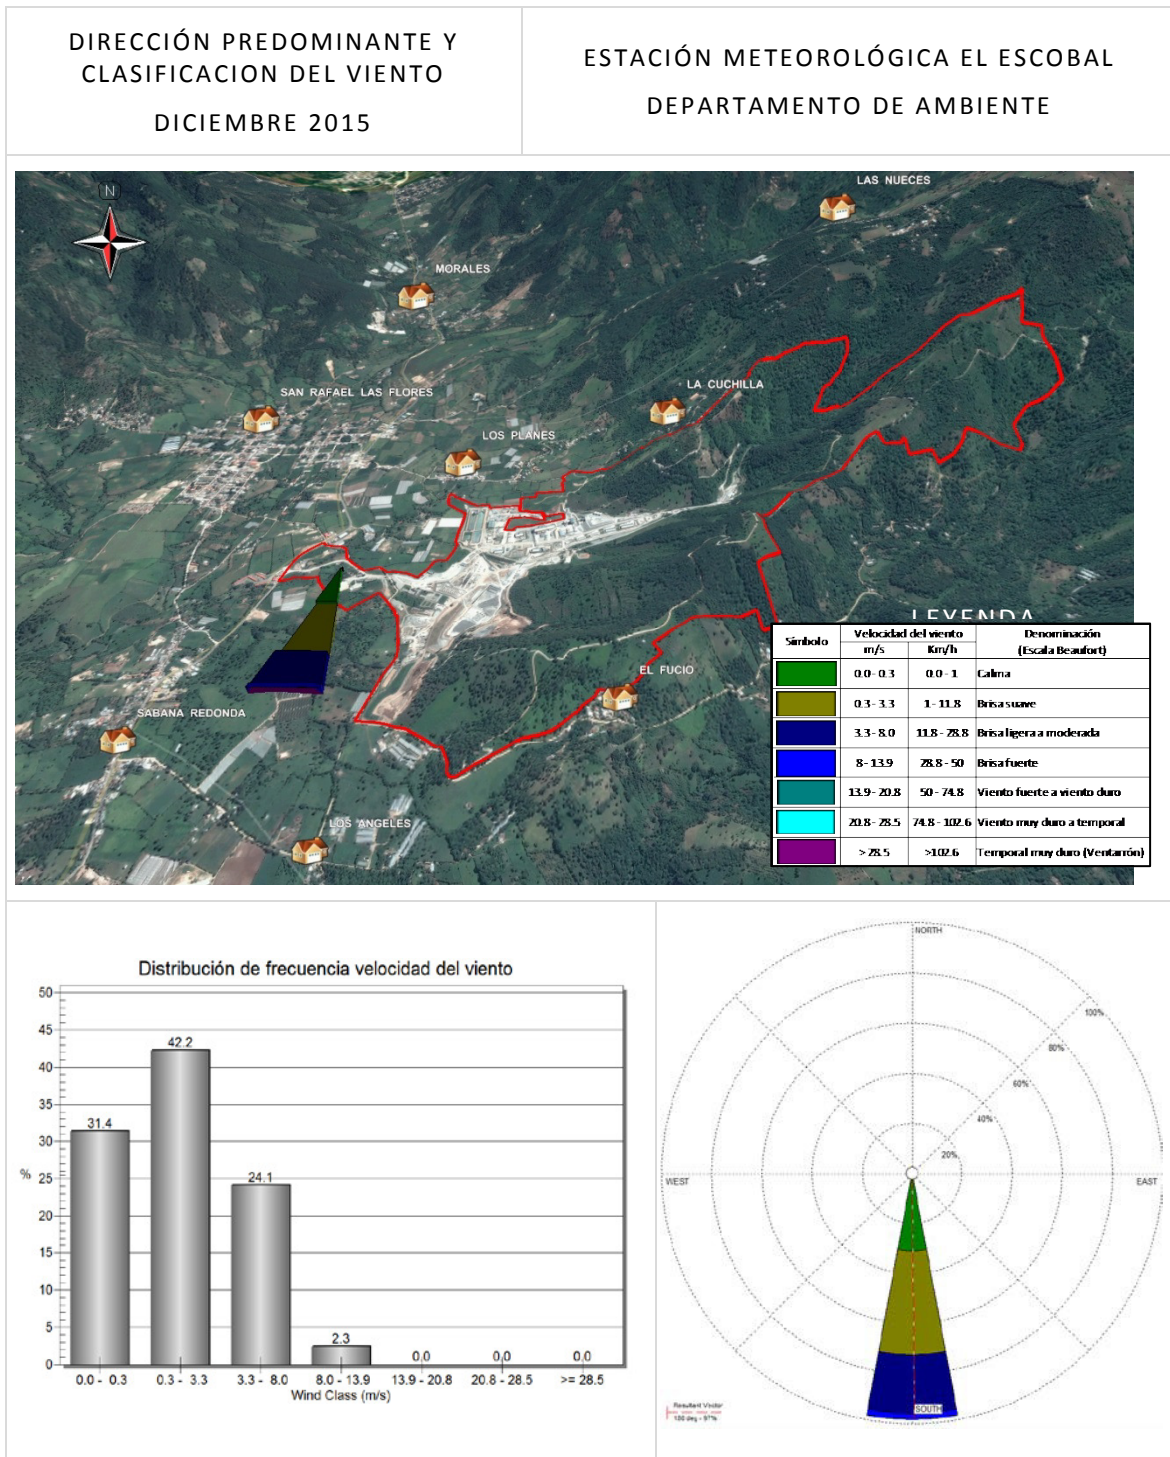 DIRECCIÓN PREDOMINANTE Y
CLASIFICACION DEL VIENTO
DICIEMBRE 2015
ESTACIÓN METEOROLÓGICA EL ESCOBAL
DEPARTAMENTO DE AMBIENTE
N
LAS NUECES
MORALES
LA CUCHILLA
SAN RAFAEL LAS FLORES
LOS PLANES
EL FUCIO
SABANA REDONDA
LOS ANGELES
LEYENDA
Símbolo Velocidad del viento Denominación
m/s Km/h (Escala Beaufort)
0.0 - 0.3 0.0 - 1 Calma
0.3 - 3.3 1 - 11.8 Brisa suave
3.3 - 8.0 11.8 - 28.8 Brisa ligera a moderada
8 - 13.9 28.8 - 50 Brisa fuerte
13.9 - 20.8 50 - 74.8 Viento fuerte a viento duro
20.8 - 28.5 74.8 - 102.6 Viento muy duro a temporal
> 28.5 >102.6 Temporal muy duro (Ventarrón)
Distribución de frecuencia velocidad del viento
50
45
40
35
30
25
20
15
10
5
0
%
31.4
42.2
24.1
2.3
0.0
0.0
0.0
0.0 - 0.3 0.3 - 3.3 3.3 - 8.0 8.0 - 13.9 13.9 - 20.8 20.8 - 28.5 >= 28.5
Wind Class (m/s)
NORTH
100%
80%
60%
40%
20%
WEST
EAST
SOUTH
Resultant Vector
180 deg - 97%